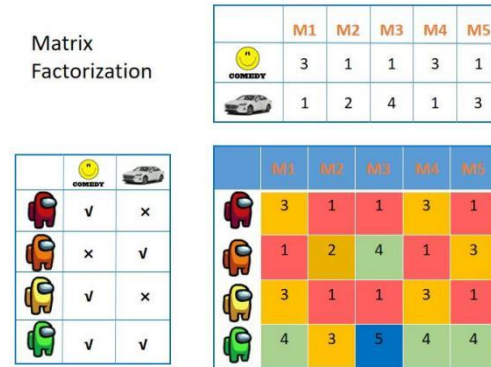 Matrix
Factorization
M1 M2 M3 M4 M5
COMEDY 3 1 1 3 1
1 2 4 1 3
COMEDY
√ ×
× √
√ ×
√ √
M1 M2 M3 M4 M5
3 1 1 3 1
1 2 4 1 3
3 1 1 3 1
4 3 5 4 4